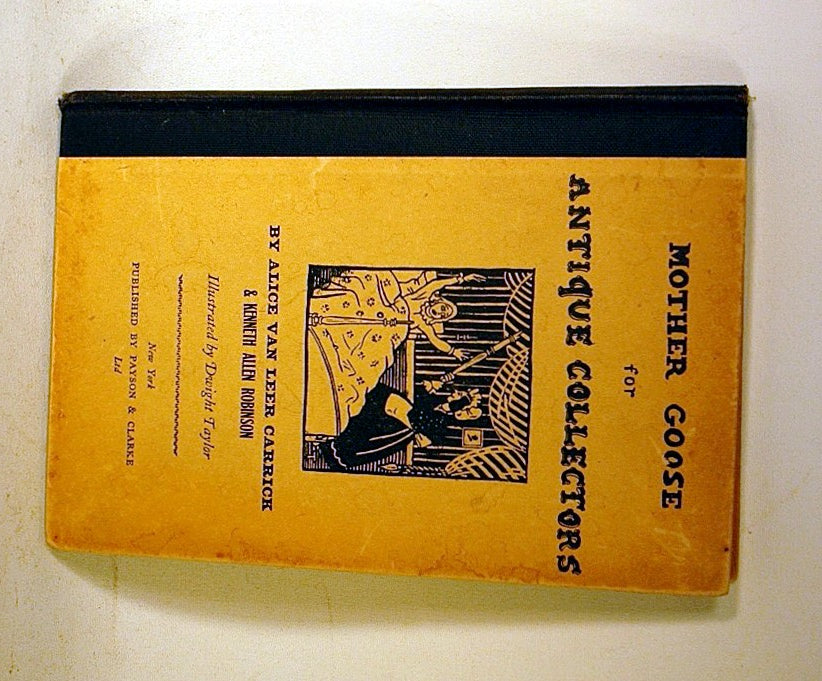 MOTHER GOOSE
for
ANTIQUE COLLECTORS
BY ALICE VAN LEER CARRICK
& KENNETH ALLEN ROBINSON
Illustrated by Dwight Taylor
New York
PUBLISHED BY PAYSON & CLARKE
Ltd